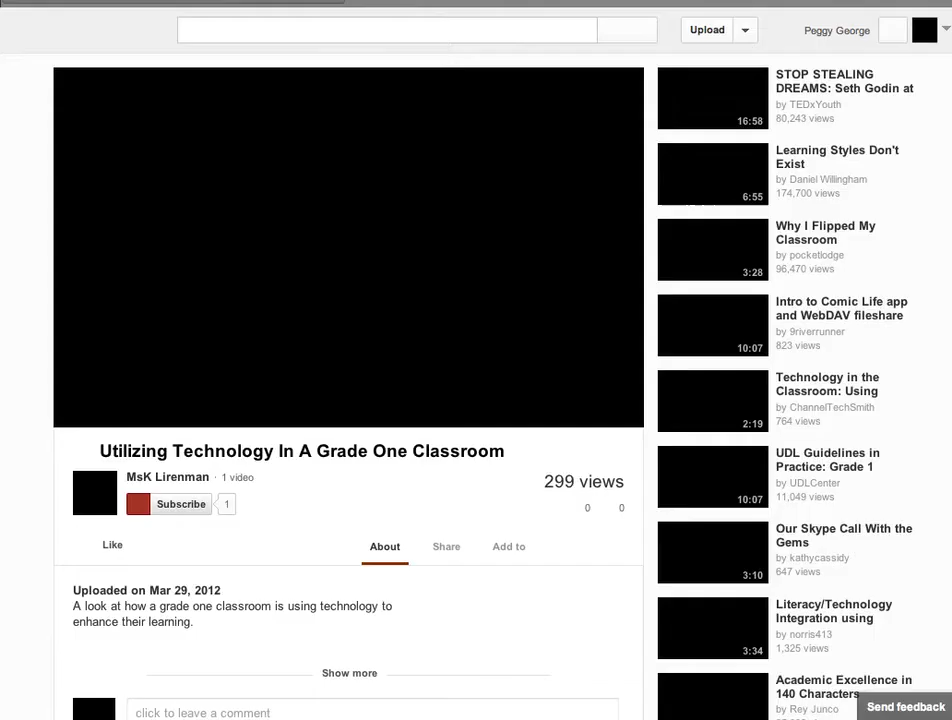 Upload
Peggy George
STOP STEALING
DREAMS: Seth Godin at
by TEDxYouth
80,243 views
16:58
Learning Styles Don't
Exist
by Daniel Willingham
174,700 views
6:55
Why I Flipped My
Classroom
by pocketlodge
96,470 views
3:28
Intro to Comic Life app
and WebDAV fileshare
by 9riverrunner
823 views
10:07
Technology in the
Classroom: Using
by ChannelTechSmith
764 views
2:19
UDL Guidelines in
Practice: Grade 1
by UDLCenter
11,049 views
10:07
Our Skype Call With the
Gems
by kathycassidy
647 views
3:10
Literacy/Technology
Integration using
by norris413
1,325 views
3:34
Academic Excellence in
140 Characters
by Rey Junco
Utilizing Technology In A Grade One Classroom
MsK Lirenman · 1 video
299 views
Subscribe 1
0 0
Like
About Share Add to
Uploaded on Mar 29, 2012
A look at how a grade one classroom is using technology to
enhance their learning.
Show more
click to leave a comment
Send feedback